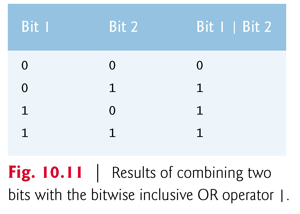 Bit 1 Bit 2 Bit 1 | Bit 2
0 0 0
0 1 1
1 0 1
1 1 1
Fig. 10.11 | Results of combining two
bits with the bitwise inclusive OR operator |.